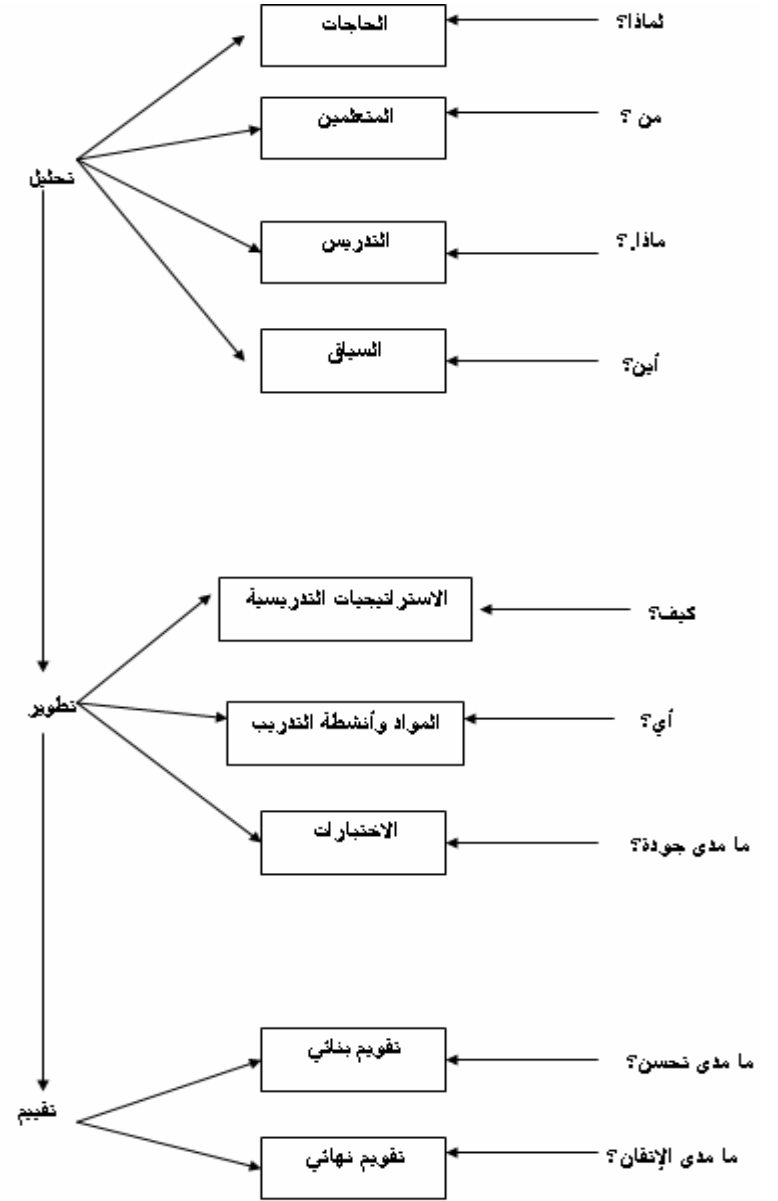 لماذا؟
الحاجات
من ؟
المتعلمين
تحليل
ماذا.؟
التدريس
أين؟
السياق
كيف؟
الاستراتيجيات التدريسية
تطوير
أي؟
المواد وأنشطة التدريب
ما مدى جودة؟
الاختبارات
ما مدى تحسن؟
تقويم بنائي
تقييم
ما مدى الإتقان؟
تقويم نهائي